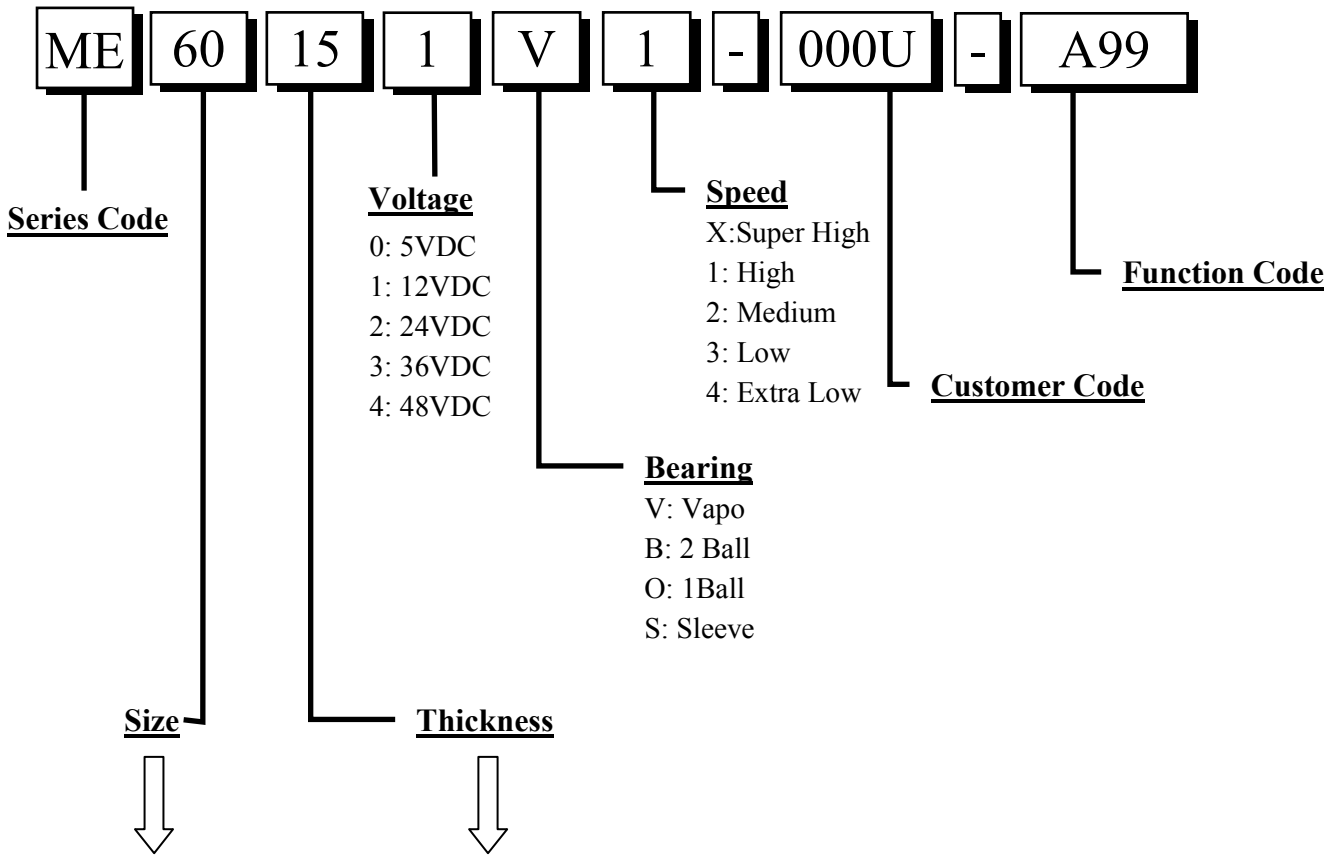 ME 60 15 1 V 1 - 000U - A99
Series Code
Voltage
0: 5VDC
1: 12VDC
2: 24VDC
3: 36VDC
4: 48VDC
Speed
X:Super High
1: High
2: Medium
3: Low
4: Extra Low
Function Code
Customer Code
Bearing
V: Vapo
B: 2 Ball
O: 1Ball
S: Sleeve
Size
Thickness